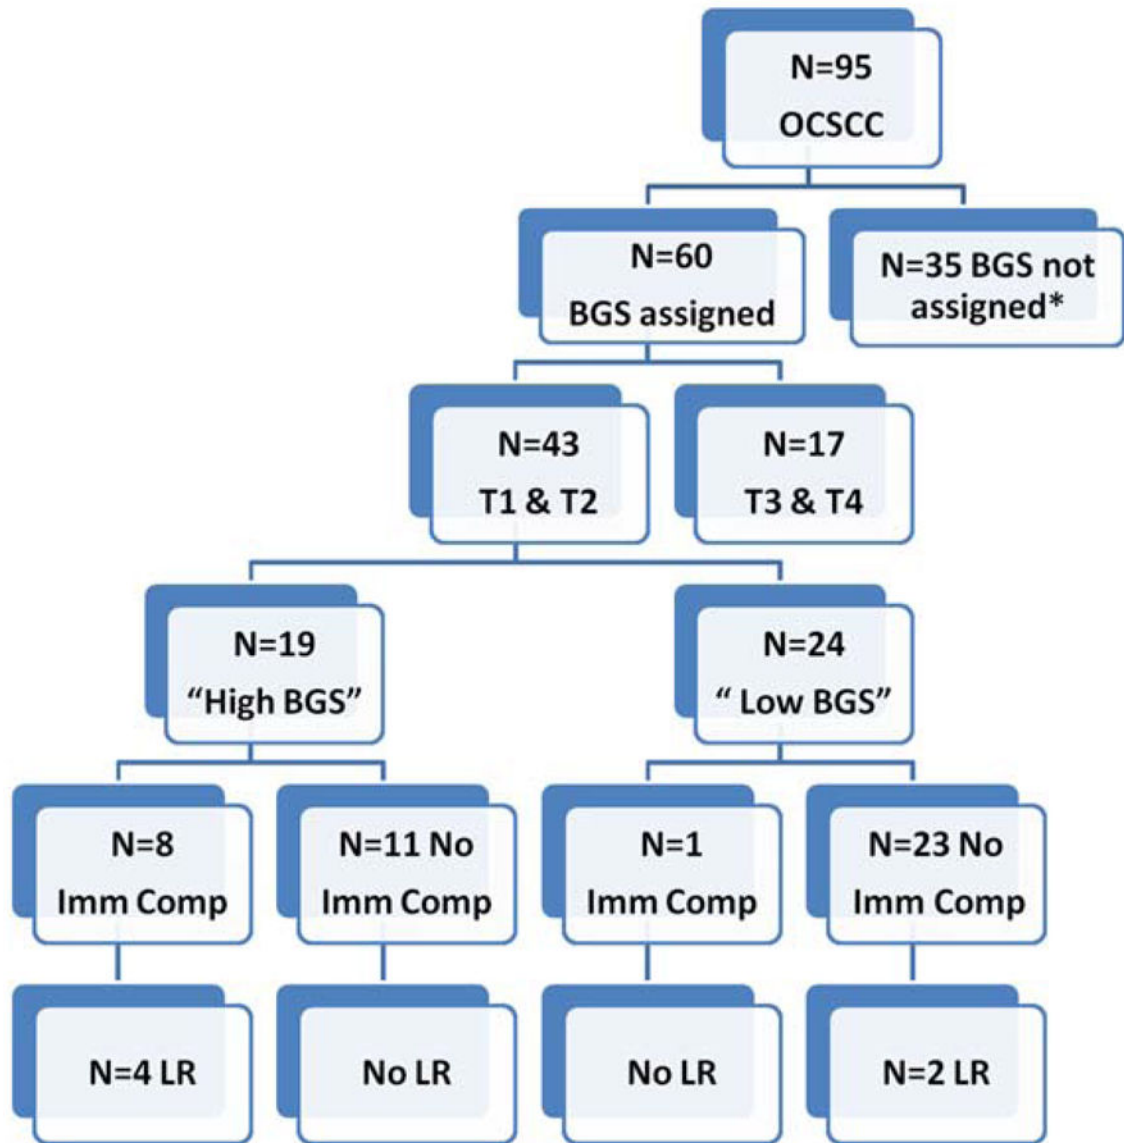 N=95
OCSCC
N=60
BGS assigned
N=35 BGS not
assigned*
N=43
T1 & T2
N=17
T3 & T4
N=19
“High BGS”
N=24
“ Low BGS”
N=8
Imm Comp
N=11 No
Imm Comp
N=1
Imm Comp
N=23 No
Imm Comp
N=4 LR
No LR
No LR
N=2 LR